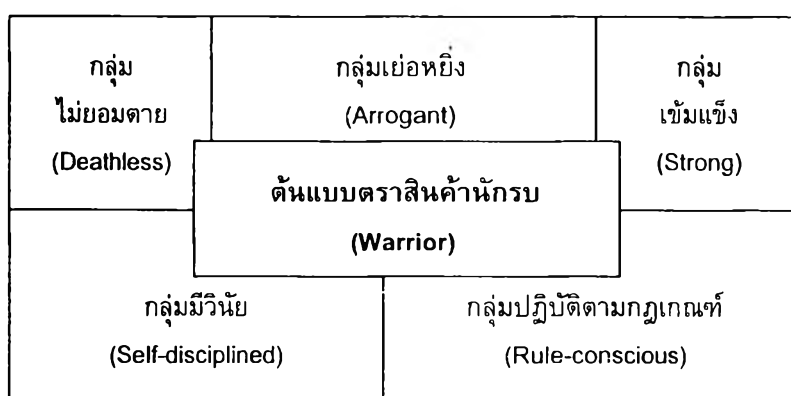 กลุ่ม
ไม่ยอมตาย
(Deathless)
กลุ่มเย่อหยิ่ง
(Arrogant)
กลุ่ม
เข้มแข็ง
(Strong)
ต้นแบบตราสินค้านักรบ
(Warrior)
กลุ่มมีวินัย
(Self-disciplined)
กลุ่มปฏิบัติตามกฎเกณฑ์
(Rule-conscious)